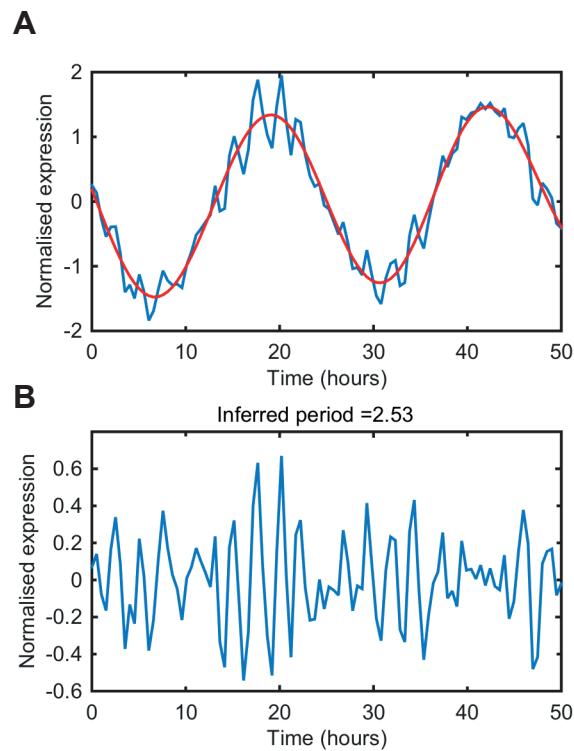 A
Normalised expression
2
1
0
-1
-2
0 10 20 30 40 50
Time (hours)
B
Inferred period =2.53
Normalised expression
0.6
0.4
0.2
0
-0.2
-0.4
-0.6
0 10 20 30 40 50
Time (hours)